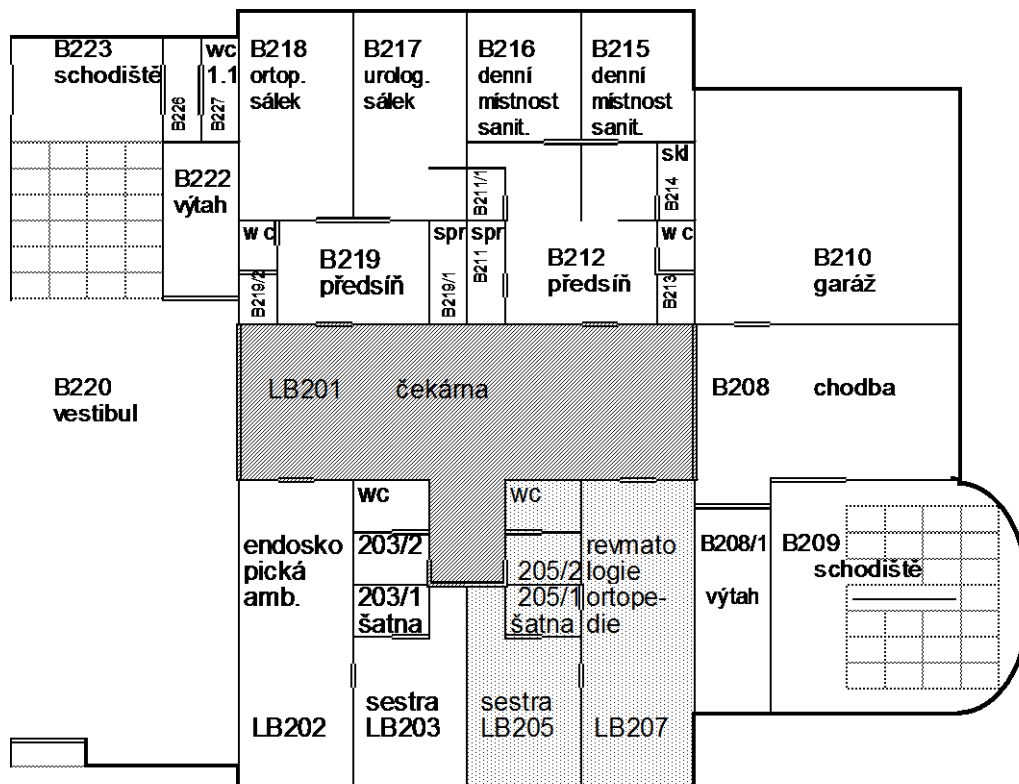 B223
schodiště
B226
wc
1.1
B227
B218
ortop.
sálek
B217
urolog.
sálek
B216
denní
místnost
sanit.
B215
denní
místnost
sanit.
B222
výtah
B211/1
skl
B214
w c
B219/2
B219
předsíň
spr
B219/1
spr
B211
B212
předsíň
w c
B213
B210
garáž
B220
vestibul
LB201 čekárna
B208 chodba
endosko
pická
amb.
LB202
wc
203/2
203/1
šatna
sestra
LB203
wc
205/2
205/1
šatna
sestra
LB205
revmato
logie
ortope-
die
LB207
B208/1
výtah
B209
schodiště